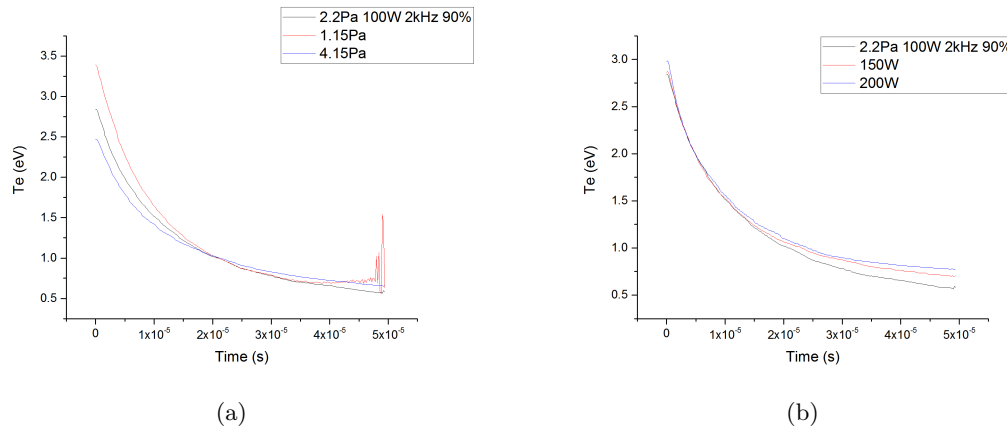 2.2Pa 100W 2kHz 90%
1.15Pa
4.15Pa
3.5
3.0
2.5
2.0
1.5
1.0
0.5
Te (eV)
0
1x10-5
2x10-5
3x10-5
4x10-5
5x10-5
Time (s)
(a)
2.2Pa 100W 2kHz 90%
150W
200W
3.0
2.5
2.0
1.5
1.0
0.5
Te (eV)
0
1x10-5
2x10-5
3x10-5
4x10-5
5x10-5
Time (s)
(b)